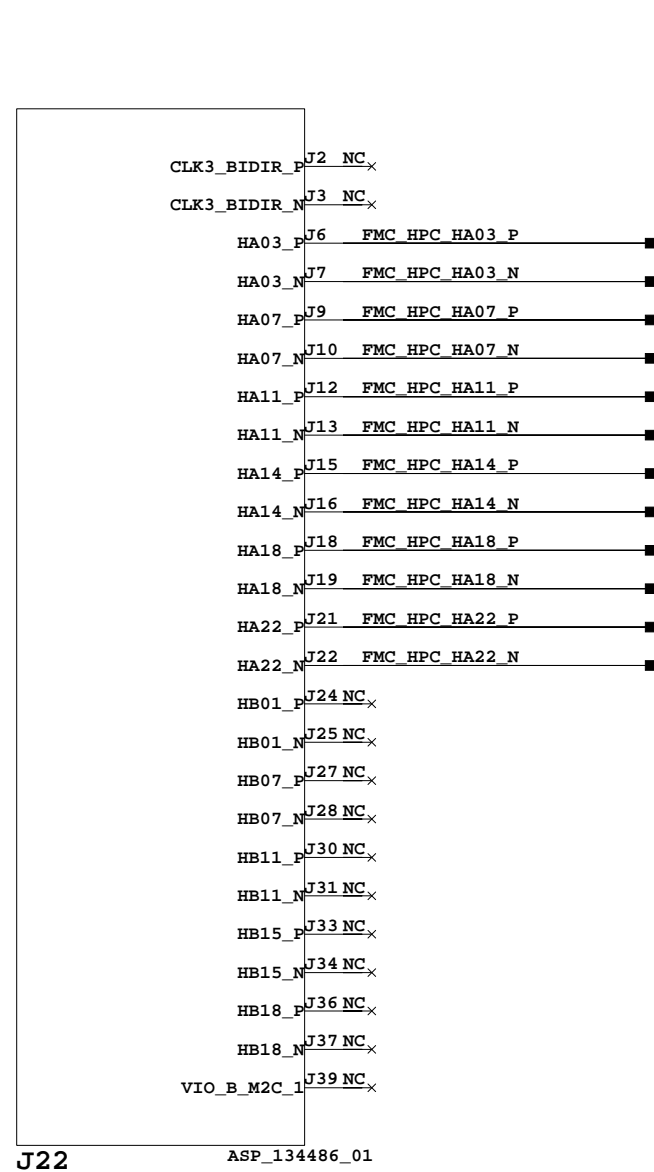 CLK3_BIDIR_P J2 NC
CLK3_BIDIR_N J3 NC
HA03_P J6 FMC_HPC_HA03_P
HA03_N J7 FMC_HPC_HA03_N
HA07_P J9 FMC_HPC_HA07_P
HA07_N J10 FMC_HPC_HA07_N
HA11_P J12 FMC_HPC_HA11_P
HA11_N J13 FMC_HPC_HA11_N
HA14_P J15 FMC_HPC_HA14_P
HA14_N J16 FMC_HPC_HA14_N
HA18_P J18 FMC_HPC_HA18_P
HA18_N J19 FMC_HPC_HA18_N
HA22_P J21 FMC_HPC_HA22_P
HA22_N J22 FMC_HPC_HA22_N
HB01_P J24 NC
HB01_N J25 NC
HB07_P J27 NC
HB07_N J28 NC
HB11_P J30 NC
HB11_N J31 NC
HB15_P J33 NC
HB15_N J34 NC
HB18_P J36 NC
HB18_N J37 NC
VIO_B_M2C_1 J39 NC
J22 ASP_134486_01